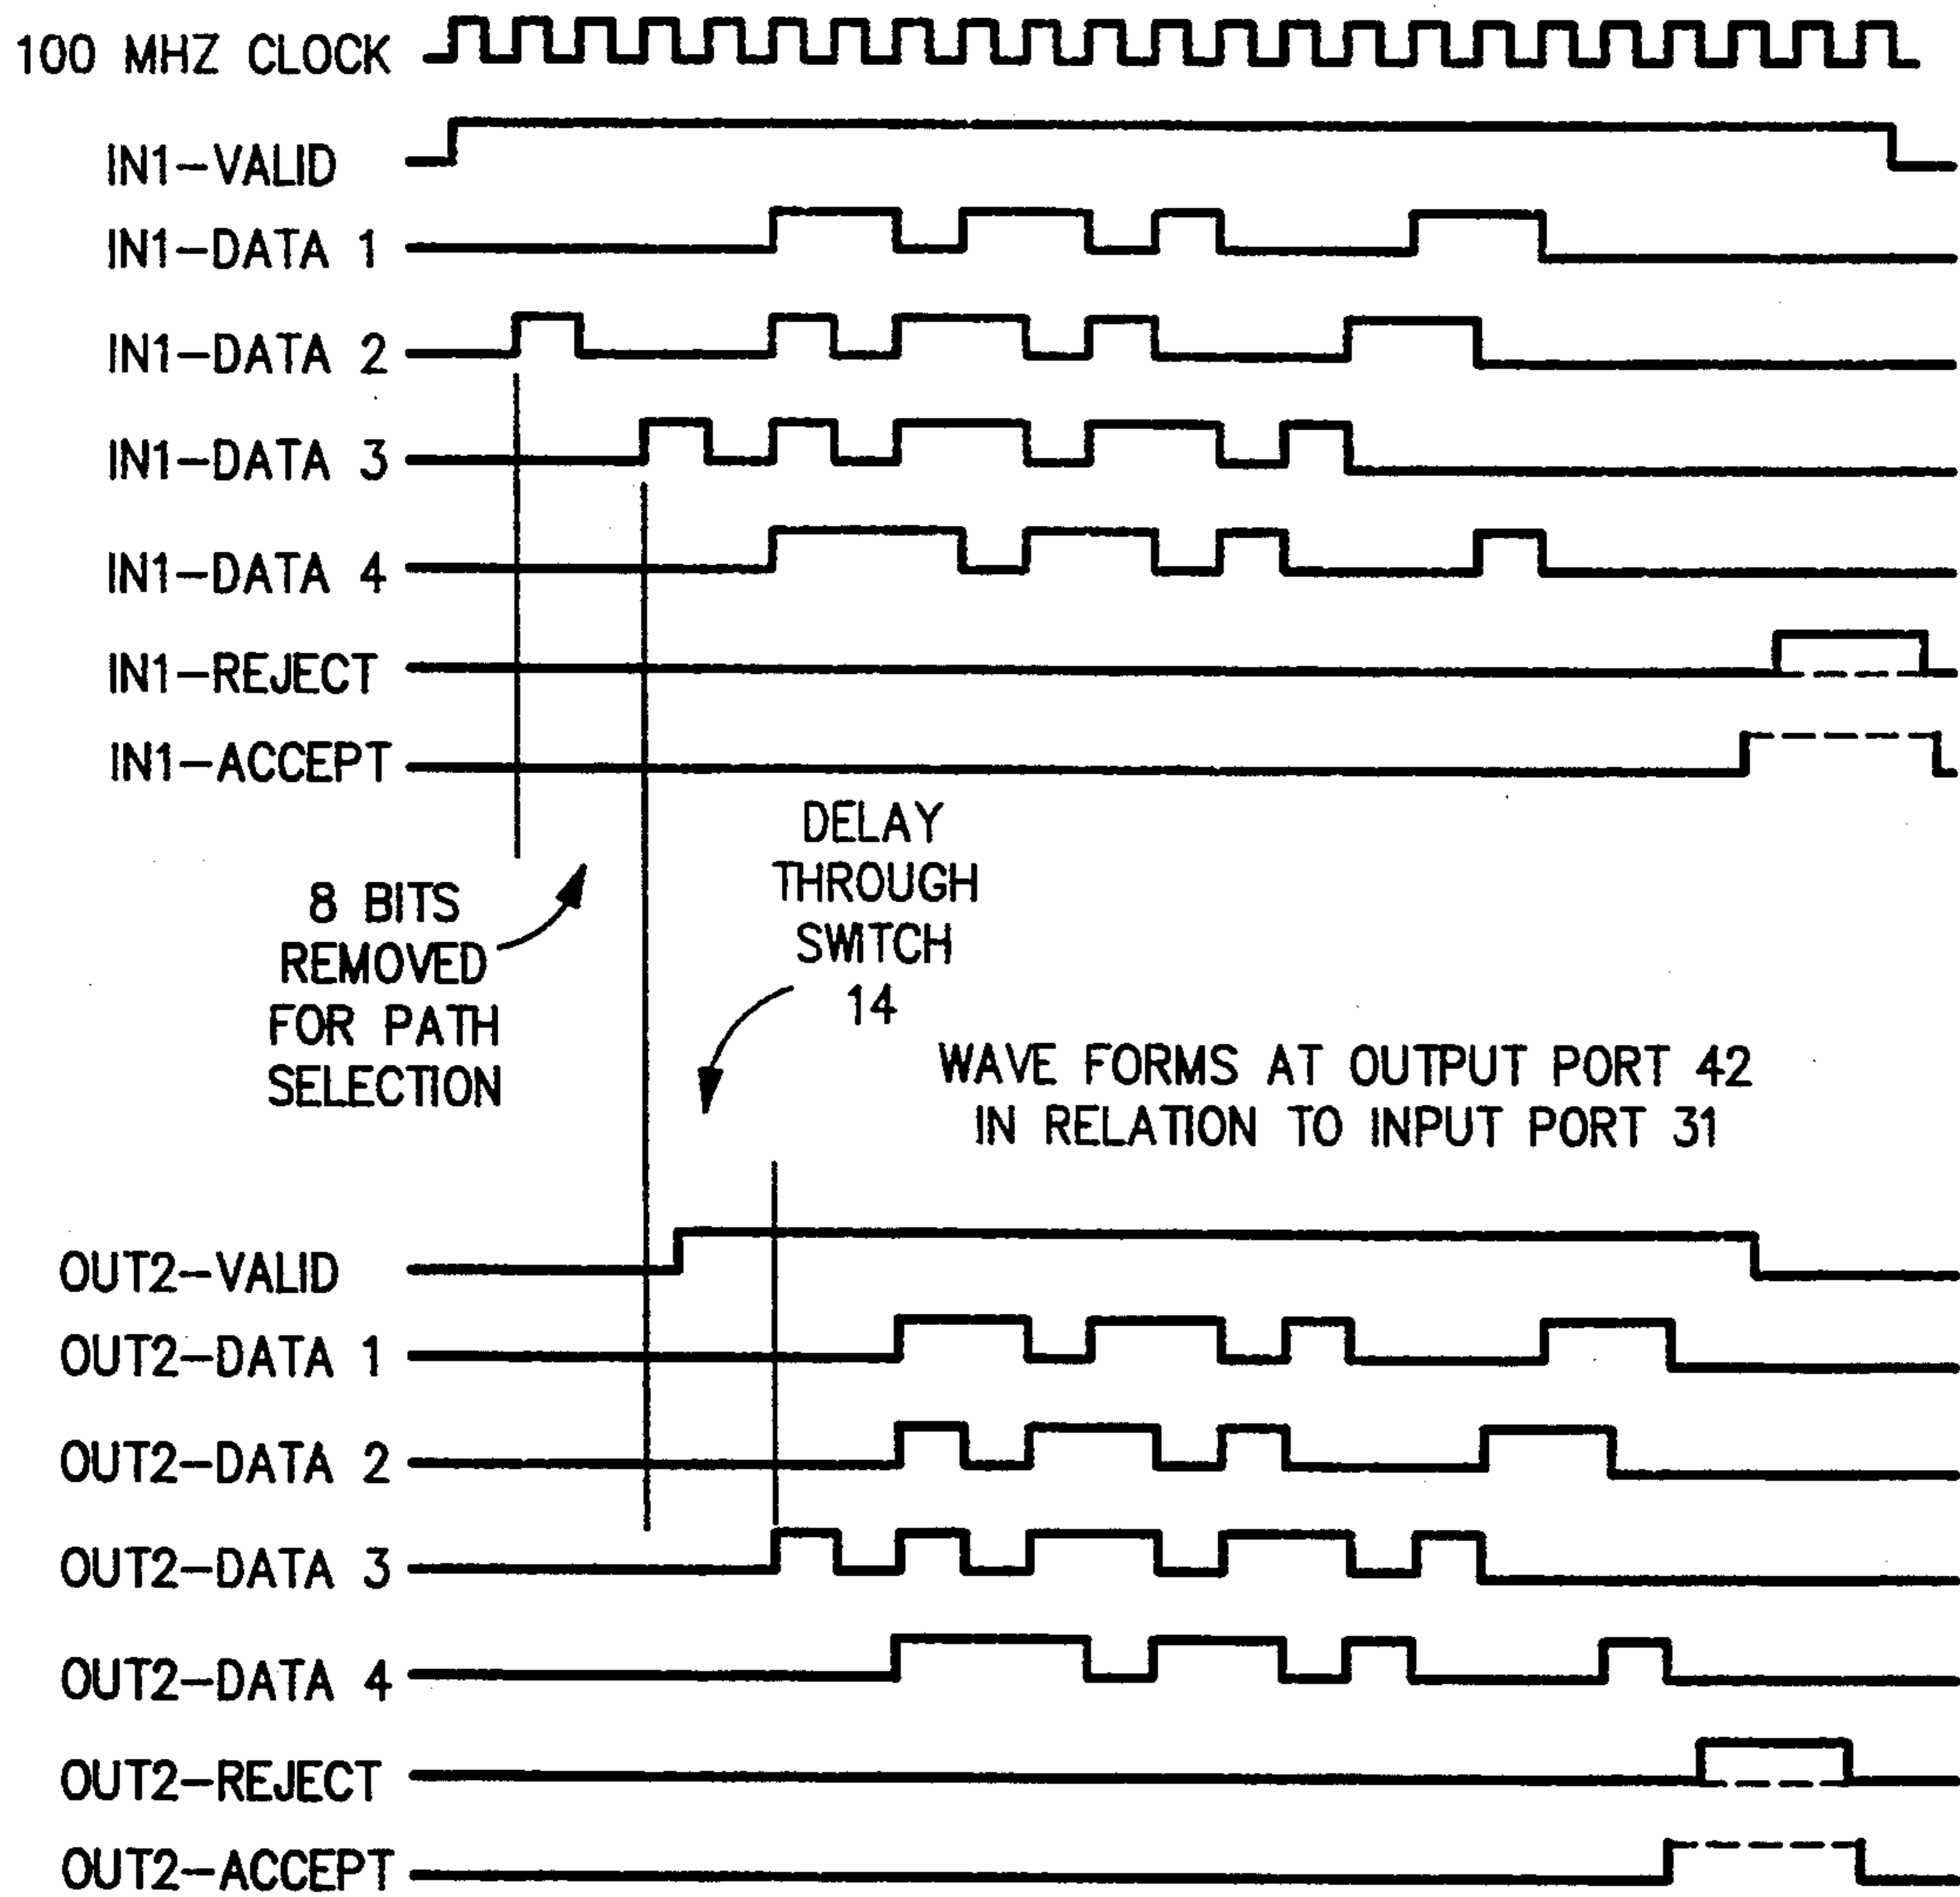 100 MHZ CLOCK
IN1-VALID
IN1-DATA 1
IN1-DATA 2
IN1-DATA 3
IN1-DATA 4
IN1-REJECT
IN1-ACCEPT
8 BITS
REMOVED
FOR PATH
SELECTION
DELAY
THROUGH
SWITCH
14
WAVE FORMS AT OUTPUT PORT 42
IN RELATION TO INPUT PORT 31
OUT2-VALID
OUT2-DATA 1
OUT2-DATA 2
OUT2-DATA 3
OUT2-DATA 4
OUT2-REJECT
OUT2-ACCEPT